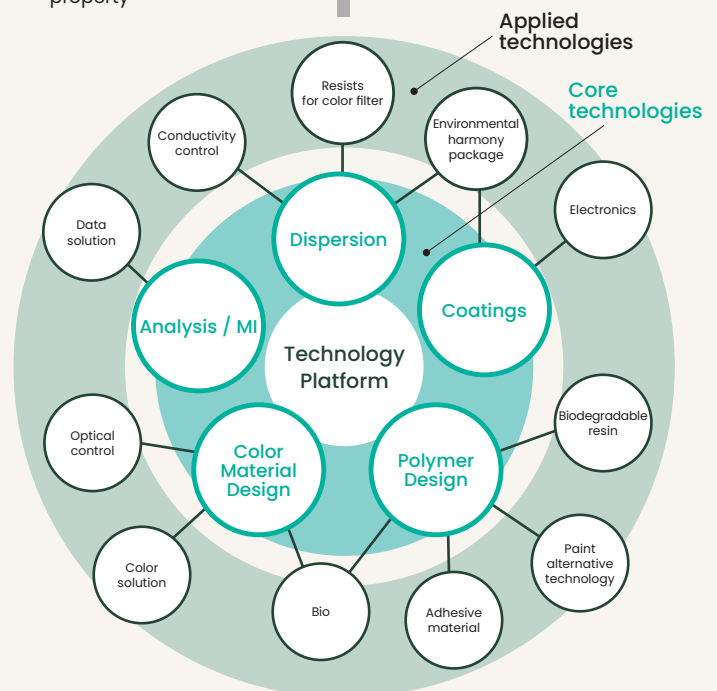 property
Applied
technologies
Core
technologies
Resists
for color filter
Environmental
harmony
package
Conductivity
control
Electronics
Data
solution
Dispersion
Coatings
Analysis / MI
Technology
Platform
Optical
control
Color
Material
Design
Polymer
Design
Biodegradable
resin
Color
solution
Bio
Adhesive
material
Paint
alternative
technology